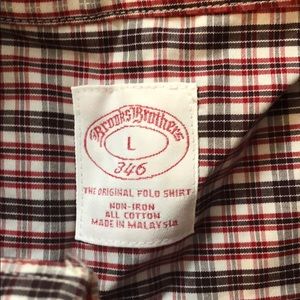 Brooks Brothers
L
346
THE ORIGINAL POLO SHIRT
NON-IRON
ALL COTTON
MADE IN MALAYSIA